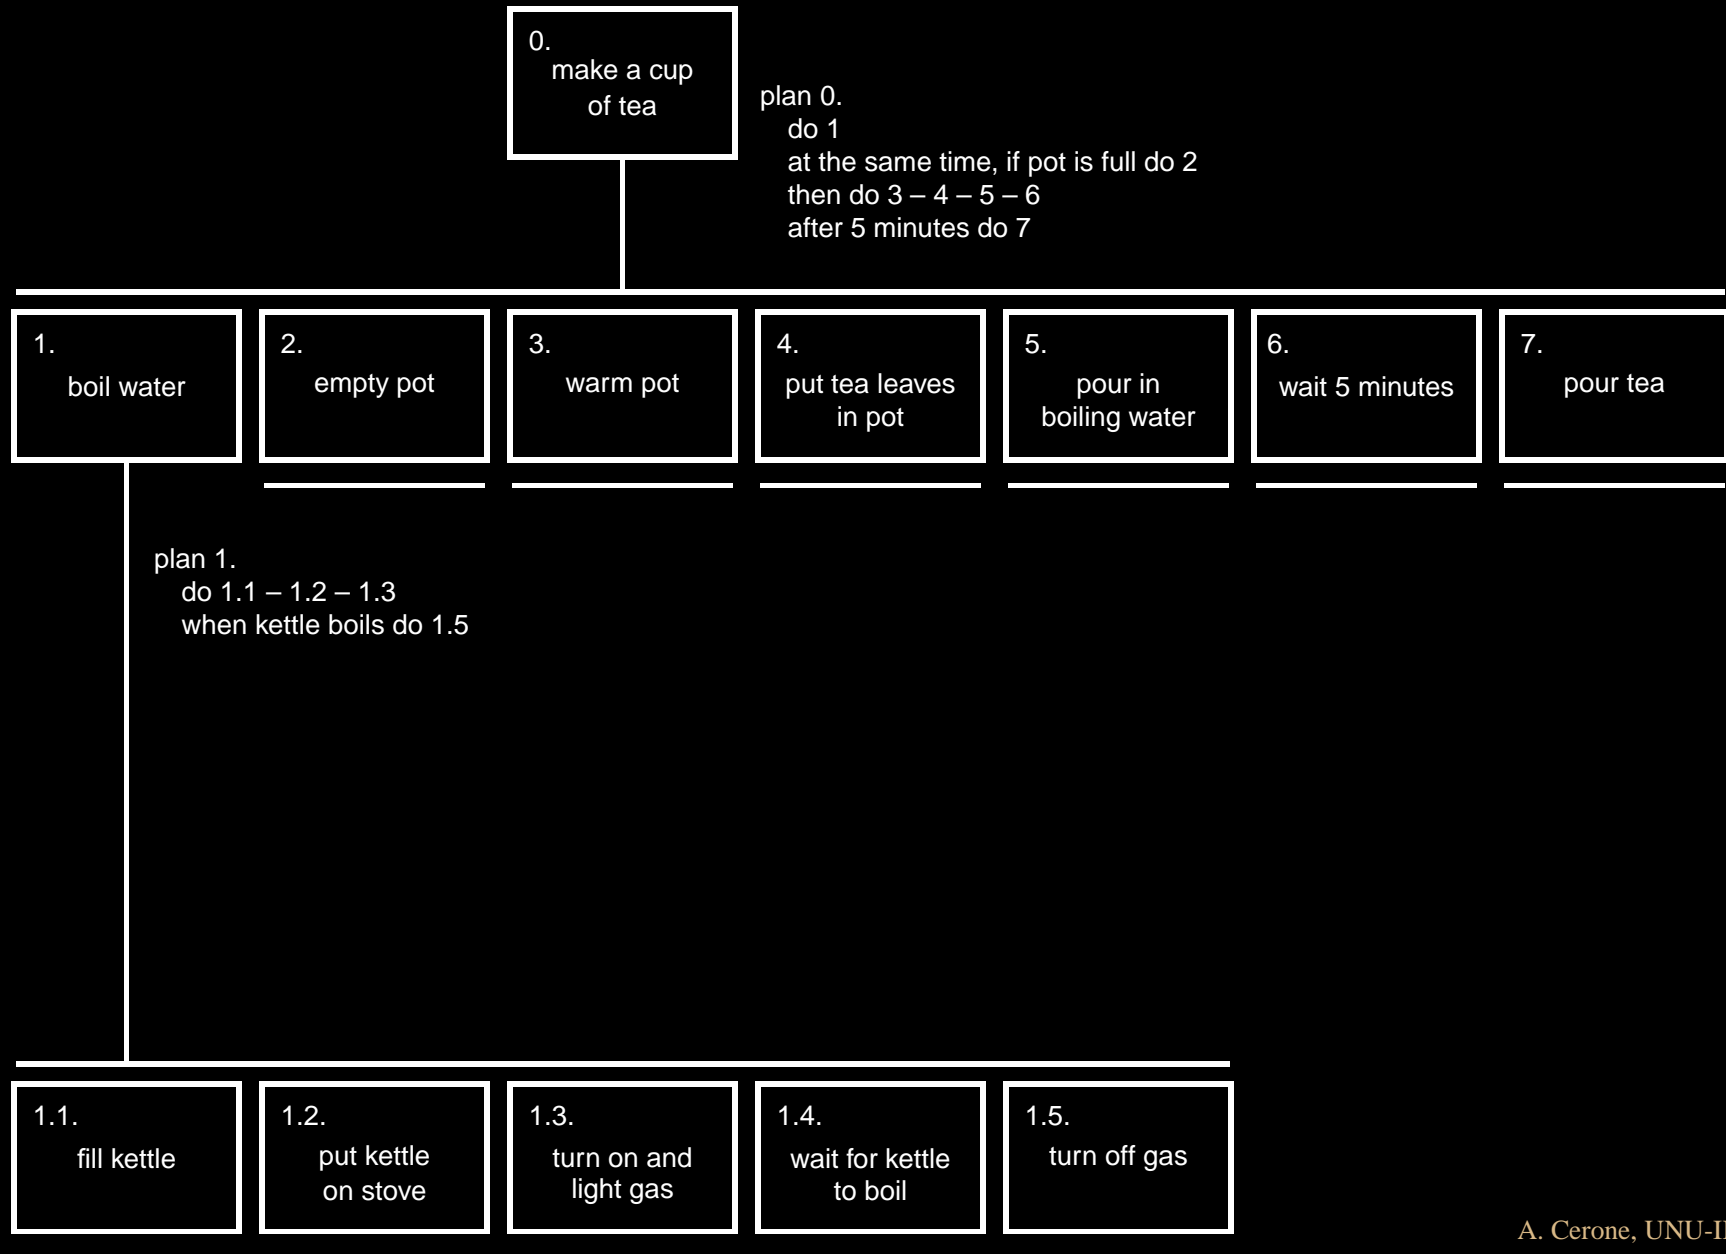 0.
make a cup
of tea
plan 0.
do 1
at the same time, if pot is full do 2
then do 3 – 4 – 5 – 6
after 5 minutes do 7
1.
boil water
2.
empty pot
3.
warm pot
4.
put tea leaves
in pot
5.
pour in
boiling water
6.
wait 5 minutes
7.
pour tea
plan 1.
do 1.1 – 1.2 – 1.3
when kettle boils do 1.5
1.1.
fill kettle
1.2.
put kettle
on stove
1.3.
turn on and
light gas
1.4.
wait for kettle
to boil
1.5.
turn off gas
A. Cerone,